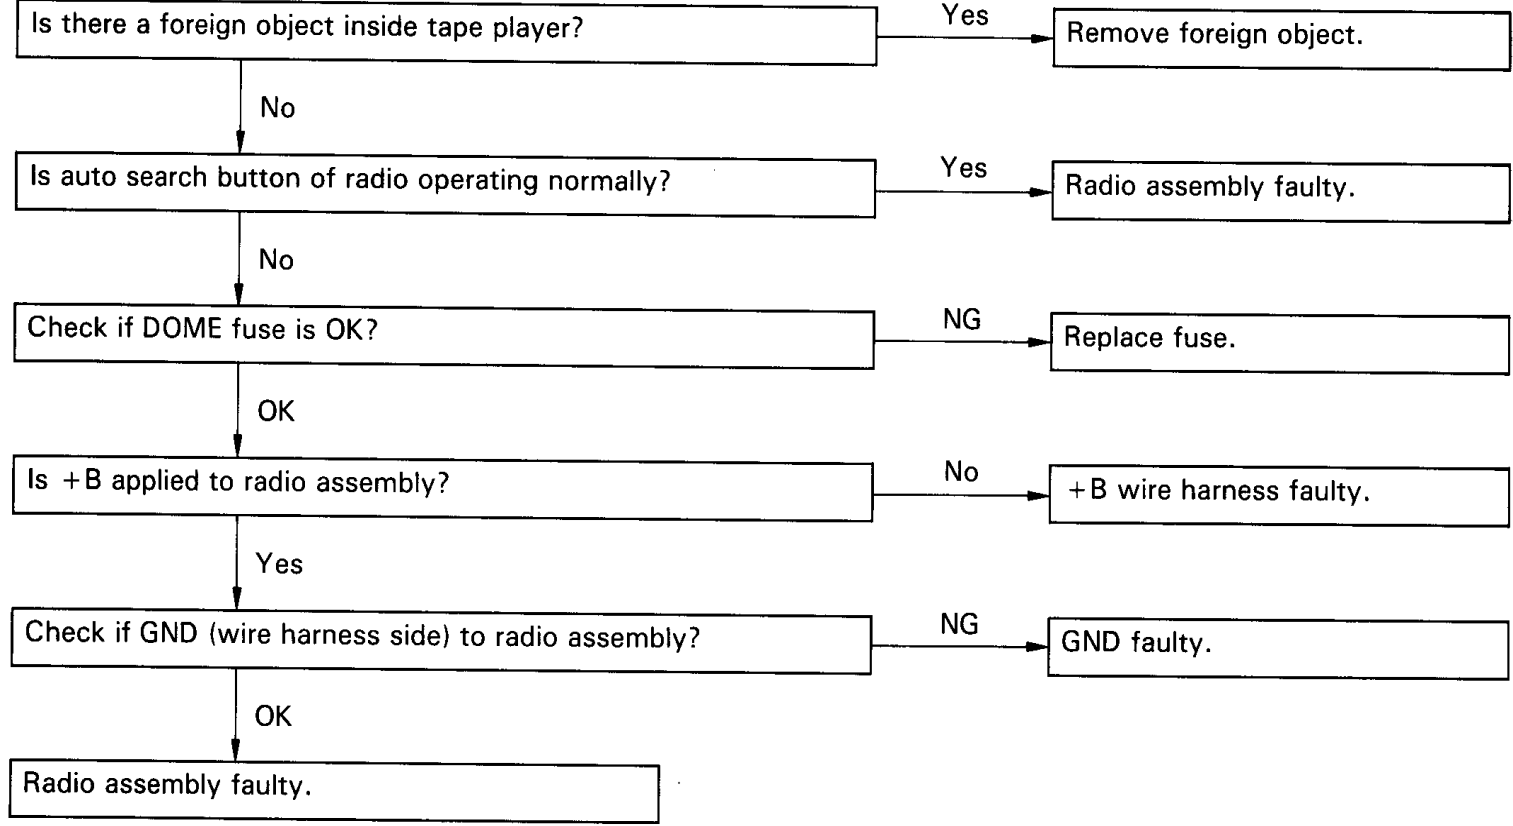 Is there a foreign object inside tape player?
Yes
Remove foreign object.
No
Is auto search button of radio operating normally?
Yes
Radio assembly faulty.
No
Check if DOME fuse is OK?
NG
Replace fuse.
OK
Is +B applied to radio assembly?
No
+B wire harness faulty.
Yes
Check if GND (wire harness side) to radio assembly?
NG
GND faulty.
OK
Radio assembly faulty.